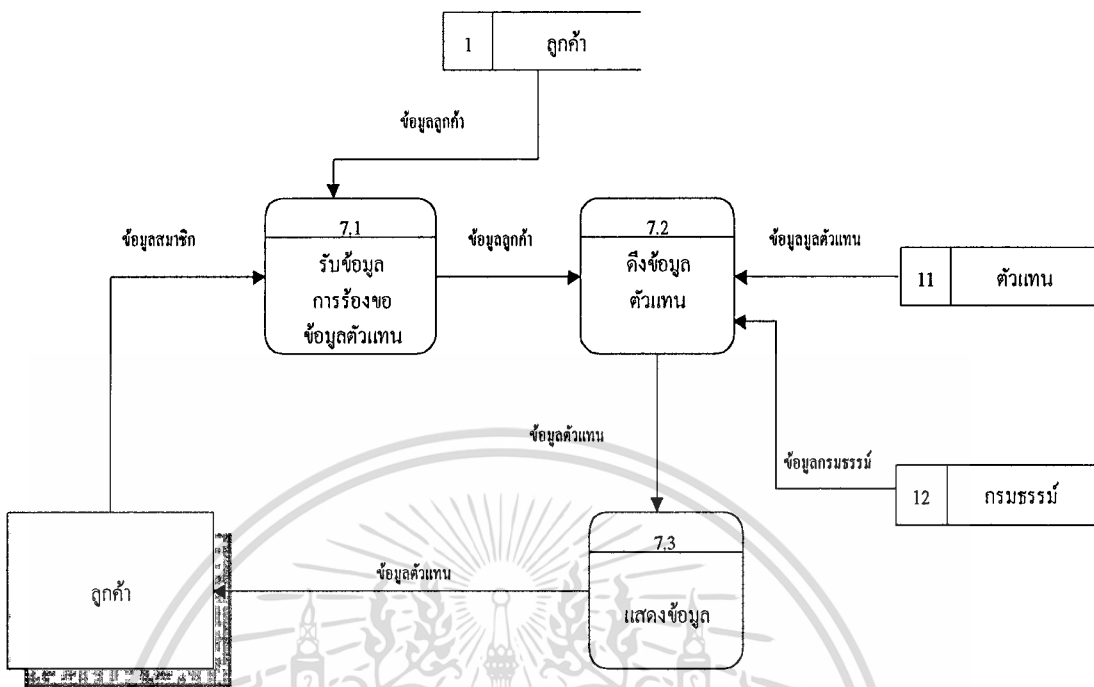 1 ลูกค้า
ข้อมูลลูกค้า
7.1
รับข้อมูล
การร้องขอ
ข้อมูลตัวแทน
ข้อมูลสมาชิก
ข้อมูลลูกค้า
7.2
ดึงข้อมูล
ตัวแทน
ข้อมูลมูลตัวแทน
11 ตัวแทน
ข้อมูลตัวแทน
ข้อมูลกรมธรรม์
12 กรมธรรม์
7.3
แสดงข้อมูล
ข้อมูลตัวแทน
ลูกค้า